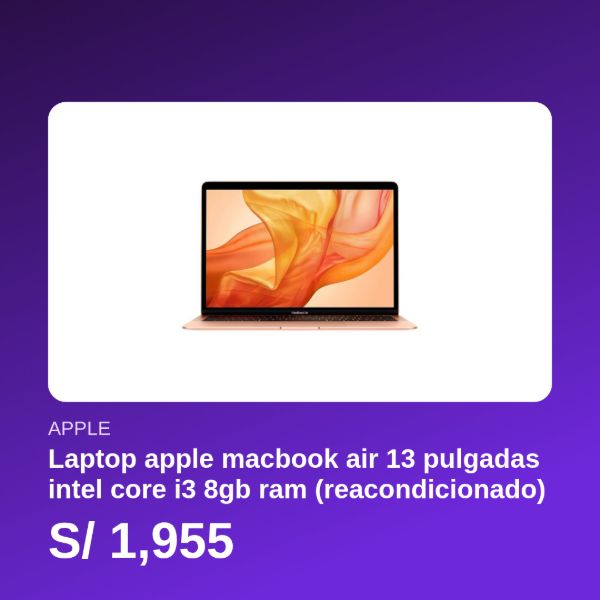 APPLE
Laptop apple macbook air 13 pulgadas
intel core i3 8gb ram (reacondicionado)
S/ 1,955